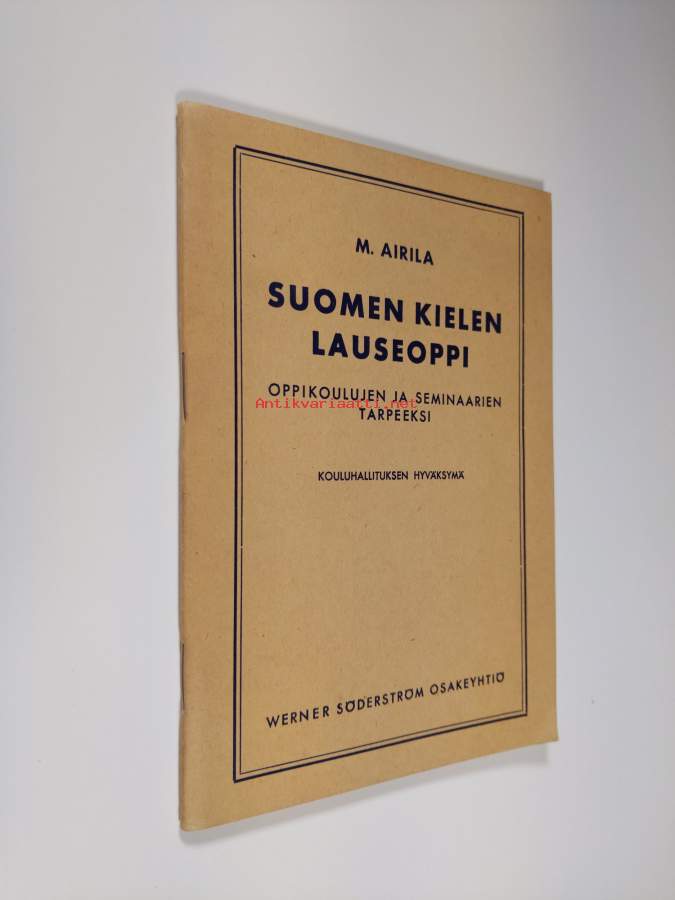 M. AIRILA
SUOMEN KIELEN
LAUSEOPPI
OPPIKOULUJEN JA SEMINAARIEN
Antikvariaatti.net
TARPEEKSI
KOULUHALLITUKSEN HYVÄKSYMÄ
WERNER SÖDERSTRÖM OSAKEYHTIÖ